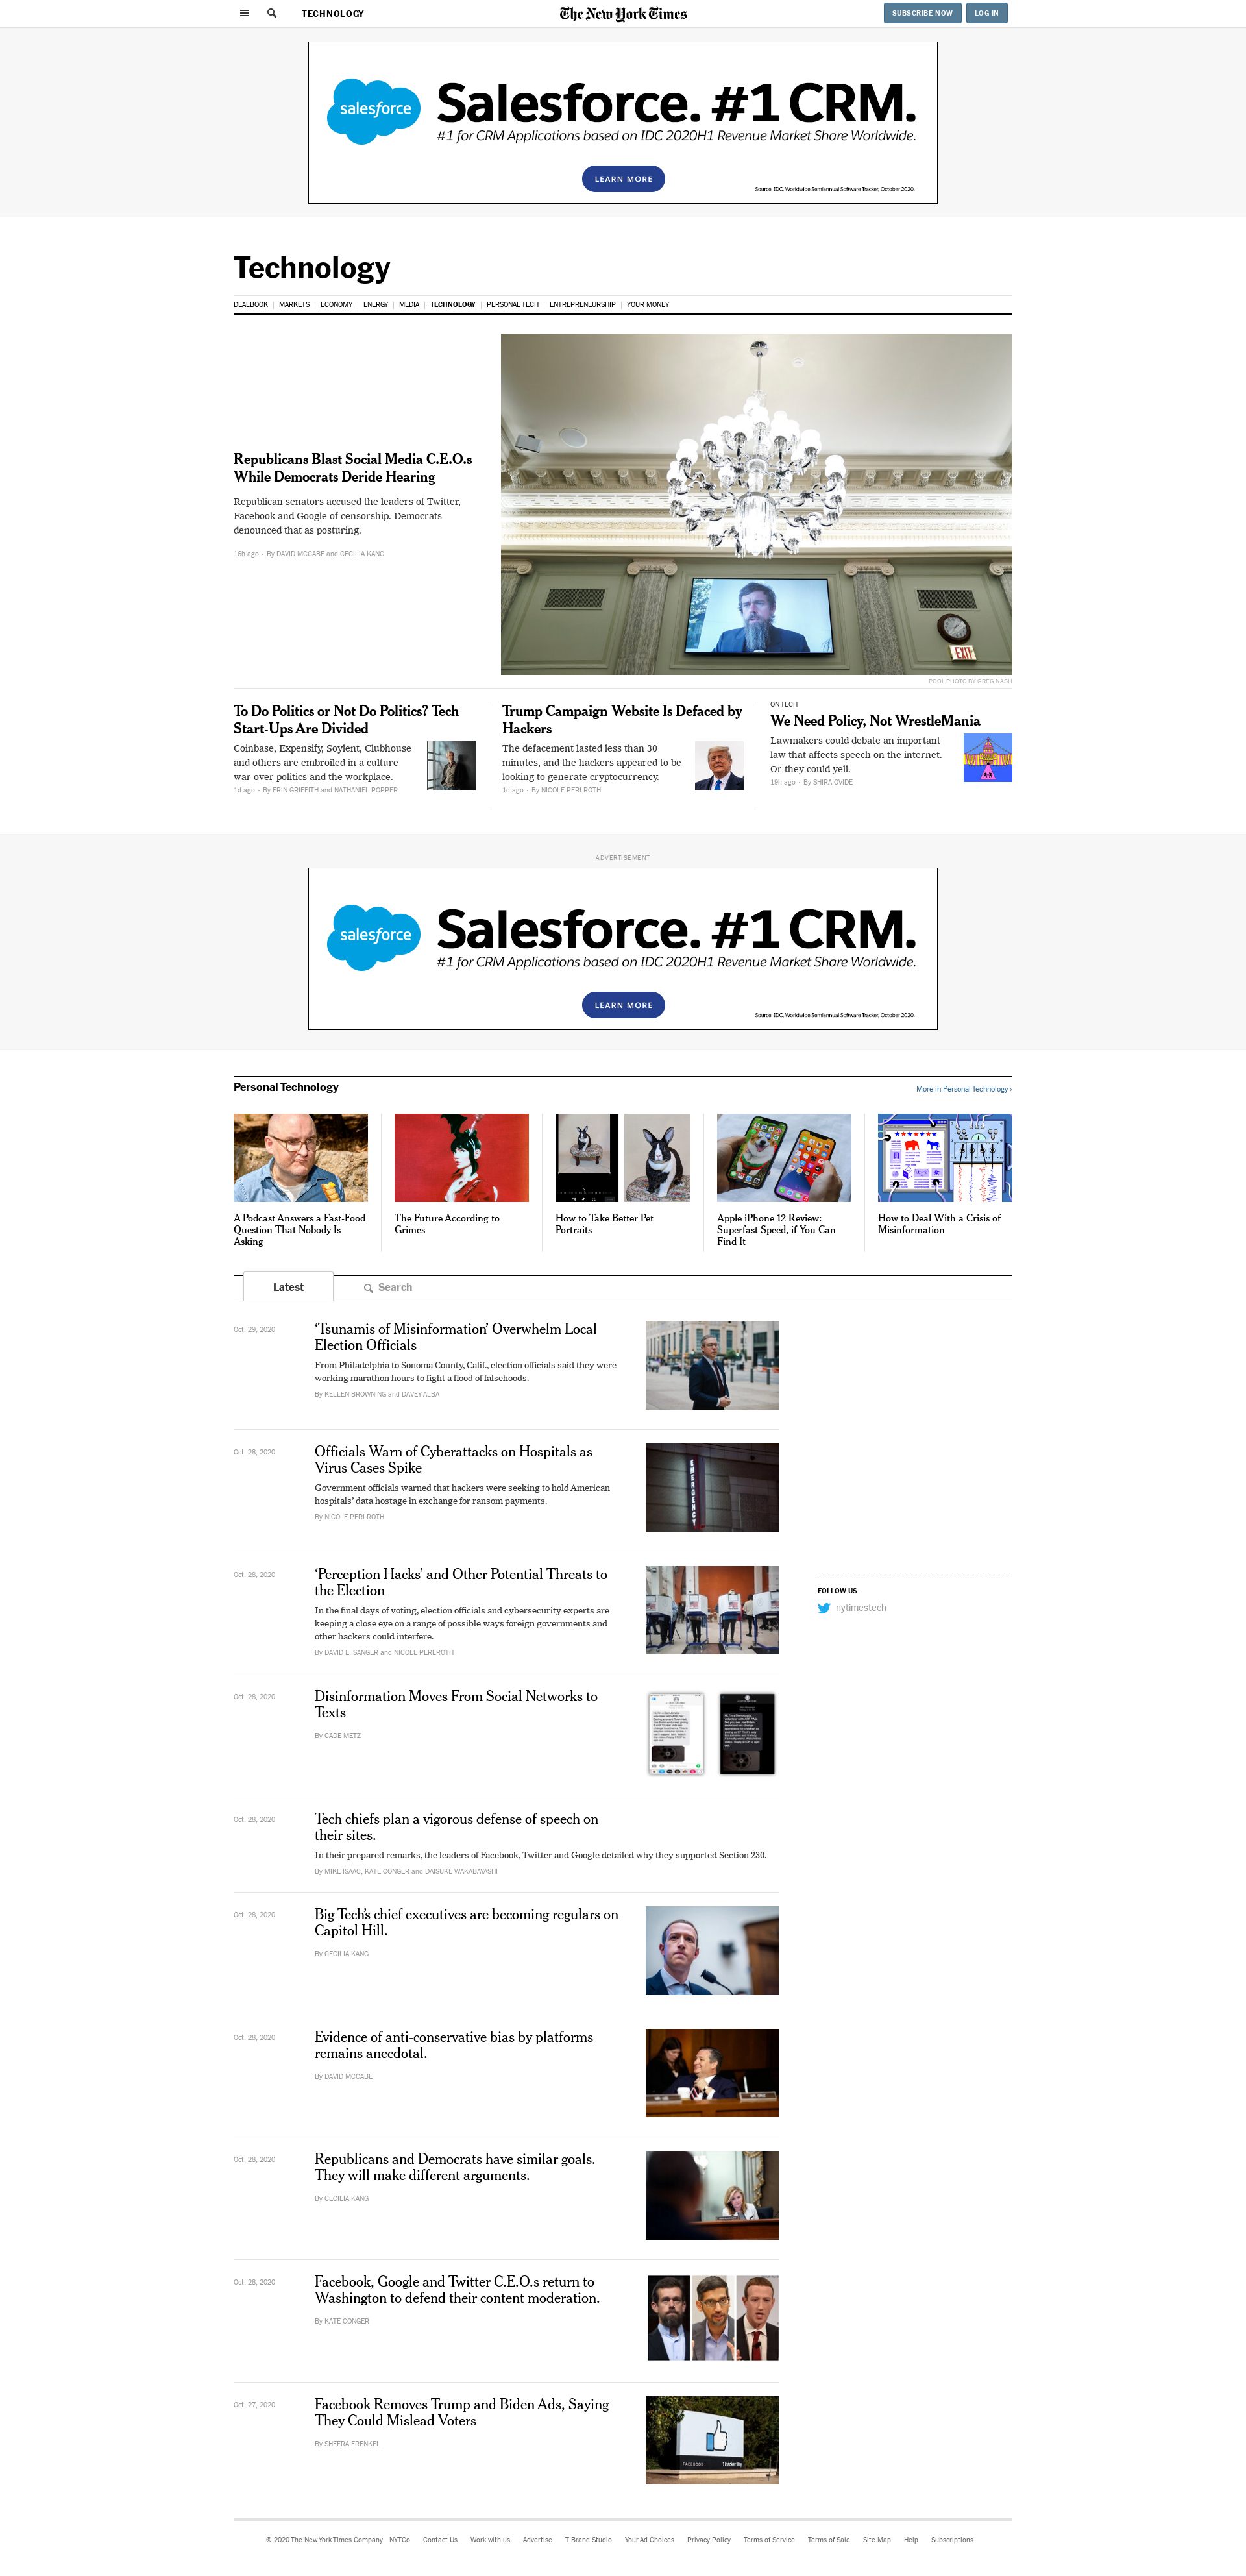 TECHNOLOGY
The New York Times
SUBSCRIBE NOW
LOG IN
salesforce
Salesforce. #1 CRM.
#1 for CRM Applications based on IDC 2020H1 Revenue Market Share Worldwide.
LEARN MORE
Source: IDC, Worldwide Semiannual Software Tracker, October 2020.
Technology
DEALBOOK | MARKETS | ECONOMY | ENERGY | MEDIA | TECHNOLOGY | PERSONAL TECH | ENTREPRENEURSHIP | YOUR MONEY
Republicans Blast Social Media C.E.O.s
While Democrats Deride Hearing
Republican senators accused the leaders of Twitter,
Facebook and Google of censorship. Democrats
denounced that as posturing.
16h ago • By DAVID MCCABE and CECILIA KANG
EXIT
POOL PHOTO BY GREG NASH
To Do Politics or Not Do Politics? Tech
Start-Ups Are Divided
Coinbase, Expensify, Soylent, Clubhouse
and others are embroiled in a culture
war over politics and the workplace.
1d ago • By ERIN GRIFFITH and NATHANIEL POPPER
Trump Campaign Website Is Defaced by
Hackers
The defacement lasted less than 30
minutes, and the hackers appeared to be
looking to generate cryptocurrency.
1d ago • By NICOLE PERLROTH
ON TECH
We Need Policy, Not WrestleMania
Lawmakers could debate an important
law that affects speech on the internet.
Or they could yell.
19h ago • By SHIRA OVIDE
ADVERTISEMENT
salesforce
Salesforce. #1 CRM.
#1 for CRM Applications based on IDC 2020H1 Revenue Market Share Worldwide.
LEARN MORE
Source: IDC, Worldwide Semiannual Software Tracker, October 2020.
Personal Technology
More in Personal Technology ›
A Podcast Answers a Fast-Food
Question That Nobody Is
Asking
The Future According to
Grimes
How to Take Better Pet
Portraits
Apple iPhone 12 Review:
Superfast Speed, if You Can
Find It
How to Deal With a Crisis of
Misinformation
Latest
Search
Oct. 29, 2020
‘Tsunamis of Misinformation’ Overwhelm Local
Election Officials
From Philadelphia to Sonoma County, Calif., election officials said they were
working marathon hours to fight a flood of falsehoods.
By KELLEN BROWNING and DAVEY ALBA
Oct. 28, 2020
Officials Warn of Cyberattacks on Hospitals as
Virus Cases Spike
Government officials warned that hackers were seeking to hold American
hospitals’ data hostage in exchange for ransom payments.
By NICOLE PERLROTH
EMERGENCY
Oct. 28, 2020
‘Perception Hacks’ and Other Potential Threats to
the Election
In the final days of voting, election officials and cybersecurity experts are
keeping a close eye on a range of possible ways foreign governments and
other hackers could interfere.
By DAVID E. SANGER and NICOLE PERLROTH
FOLLOW US
nytimestech
Oct. 28, 2020
Disinformation Moves From Social Networks to
Texts
By CADE METZ
Oct. 28, 2020
Tech chiefs plan a vigorous defense of speech on
their sites.
In their prepared remarks, the leaders of Facebook, Twitter and Google detailed why they supported Section 230.
By MIKE ISAAC, KATE CONGER and DAISUKE WAKABAYASHI
Oct. 28, 2020
Big Tech’s chief executives are becoming regulars on
Capitol Hill.
By CECILIA KANG
Oct. 28, 2020
Evidence of anti-conservative bias by platforms
remains anecdotal.
By DAVID MCCABE
Oct. 28, 2020
Republicans and Democrats have similar goals.
They will make different arguments.
By CECILIA KANG
Oct. 28, 2020
Facebook, Google and Twitter C.E.O.s return to
Washington to defend their content moderation.
By KATE CONGER
Oct. 27, 2020
Facebook Removes Trump and Biden Ads, Saying
They Could Mislead Voters
By SHEERA FRENKEL
FACEBOOK
1 Hacker Way
© 2020 The New York Times Company NYTCo Contact Us Work with us Advertise T Brand Studio Your Ad Choices Privacy Policy Terms of Service Terms of Sale Site Map Help Subscriptions